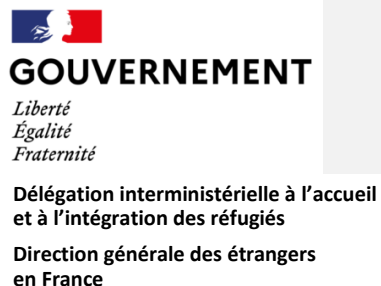 GOUVERNEMENT
Liberté
Égalité
Fraternité
Délégation interministérielle à l’accueil
et à l’intégration des réfugiés
Direction générale des étrangers
en France